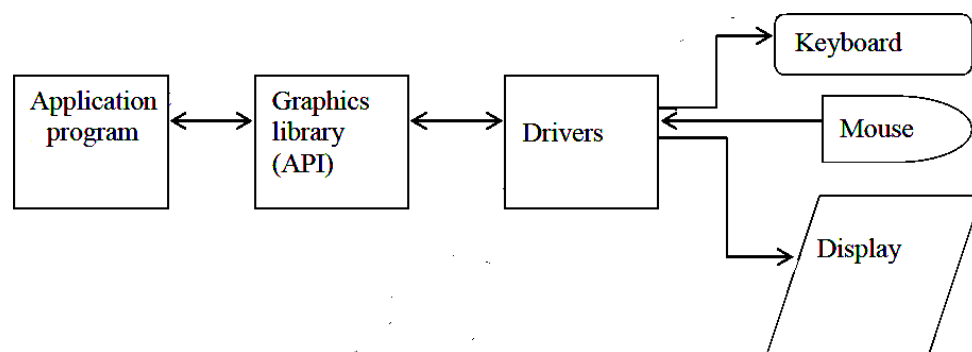 Application
program
Graphics
library
(API)
Drivers
Keyboard
Mouse
Display